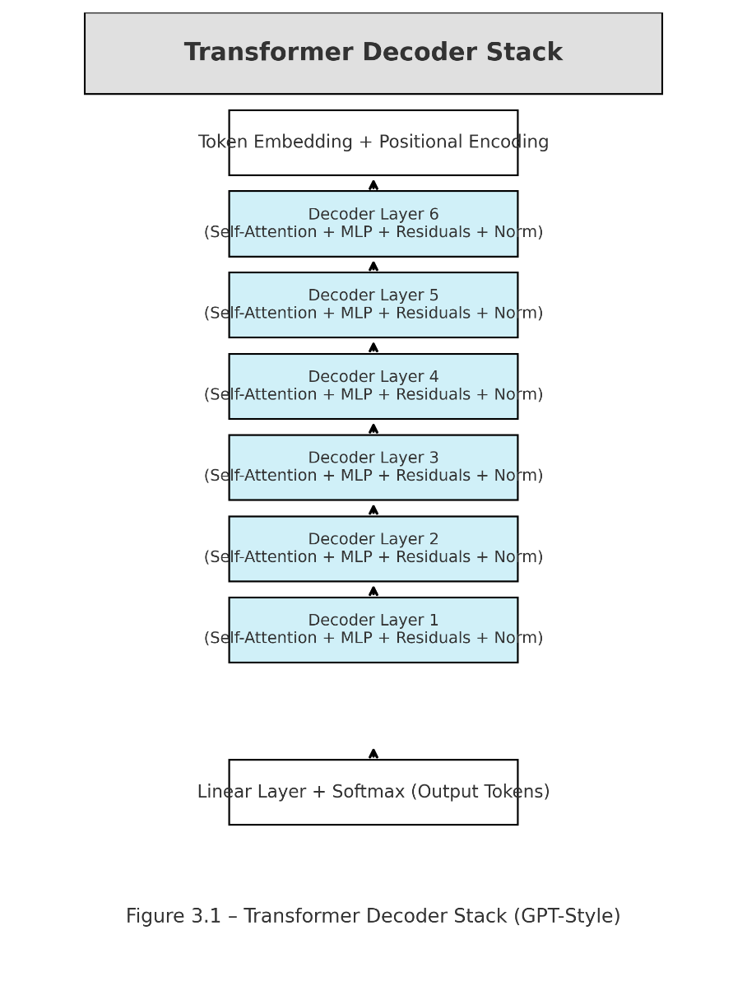 Transformer Decoder Stack
Token Embedding + Positional Encoding
Decoder Layer 6
(Self-Attention + MLP + Residuals + Norm)
Decoder Layer 5
(Self-Attention + MLP + Residuals + Norm)
Decoder Layer 4
(Self-Attention + MLP + Residuals + Norm)
Decoder Layer 3
(Self-Attention + MLP + Residuals + Norm)
Decoder Layer 2
(Self-Attention + MLP + Residuals + Norm)
Decoder Layer 1
(Self-Attention + MLP + Residuals + Norm)
Linear Layer + Softmax (Output Tokens)
Figure 3.1 – Transformer Decoder Stack (GPT-Style)